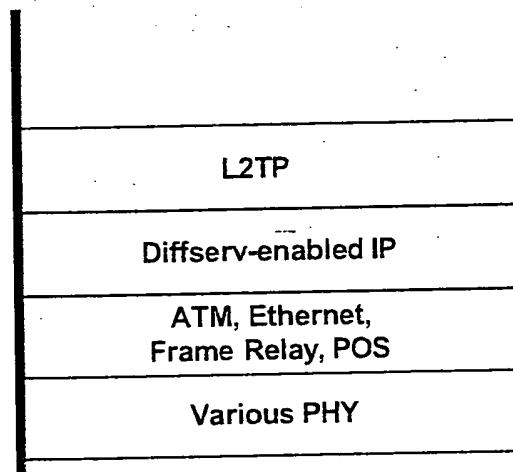 L2TP
Diffserv-enabled IP
ATM, Ethernet,
Frame Relay, POS
Various PHY